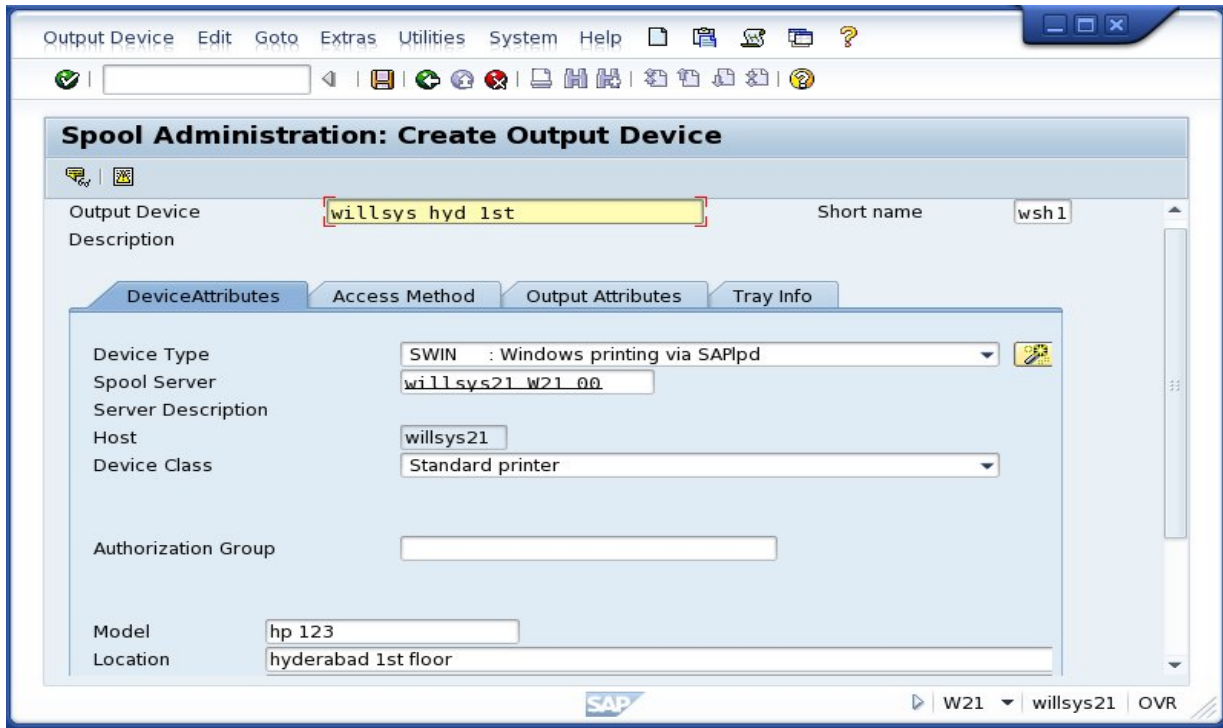 Output Device Edit Goto Extras Utilities System Help
Spool Administration: Create Output Device
Output Device willsys hyd 1st Short name wsh1
Description
DeviceAttributes Access Method Output Attributes Tray Info
Device Type SWIN : Windows printing via SAPlpd
Spool Server willsys21_W21_00
Server Description
Host willsys21
Device Class Standard printer
Authorization Group
Model hp 123
Location hyderabad 1st floor
SAP W21 willsys21 OVR